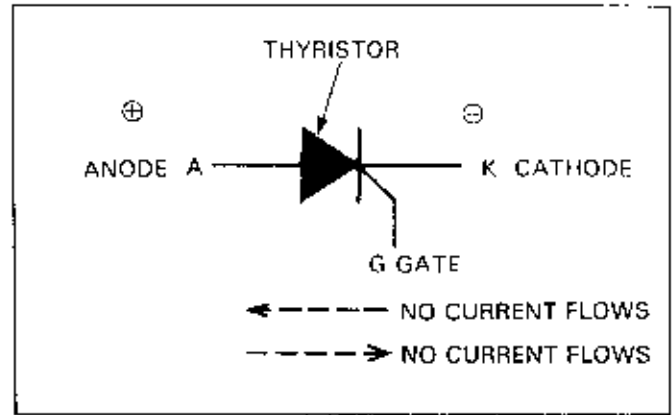 THYRISTOR
⊕ ⊖
ANODE A K CATHODE
G GATE
NO CURRENT FLOWS
NO CURRENT FLOWS